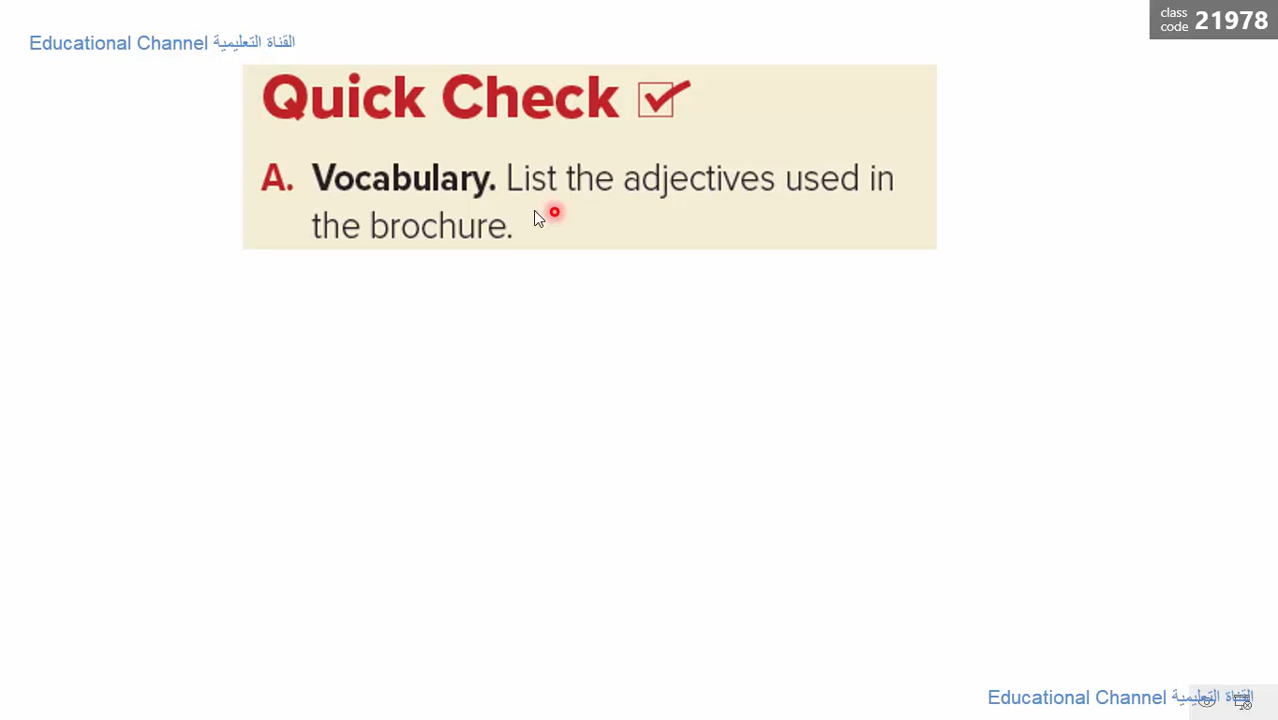 class
code 21978
Educational Channel القناة التعليمية
Quick Check
A. Vocabulary. List the adjectives used in
the brochure.
Educational Channel القناة التعليمية